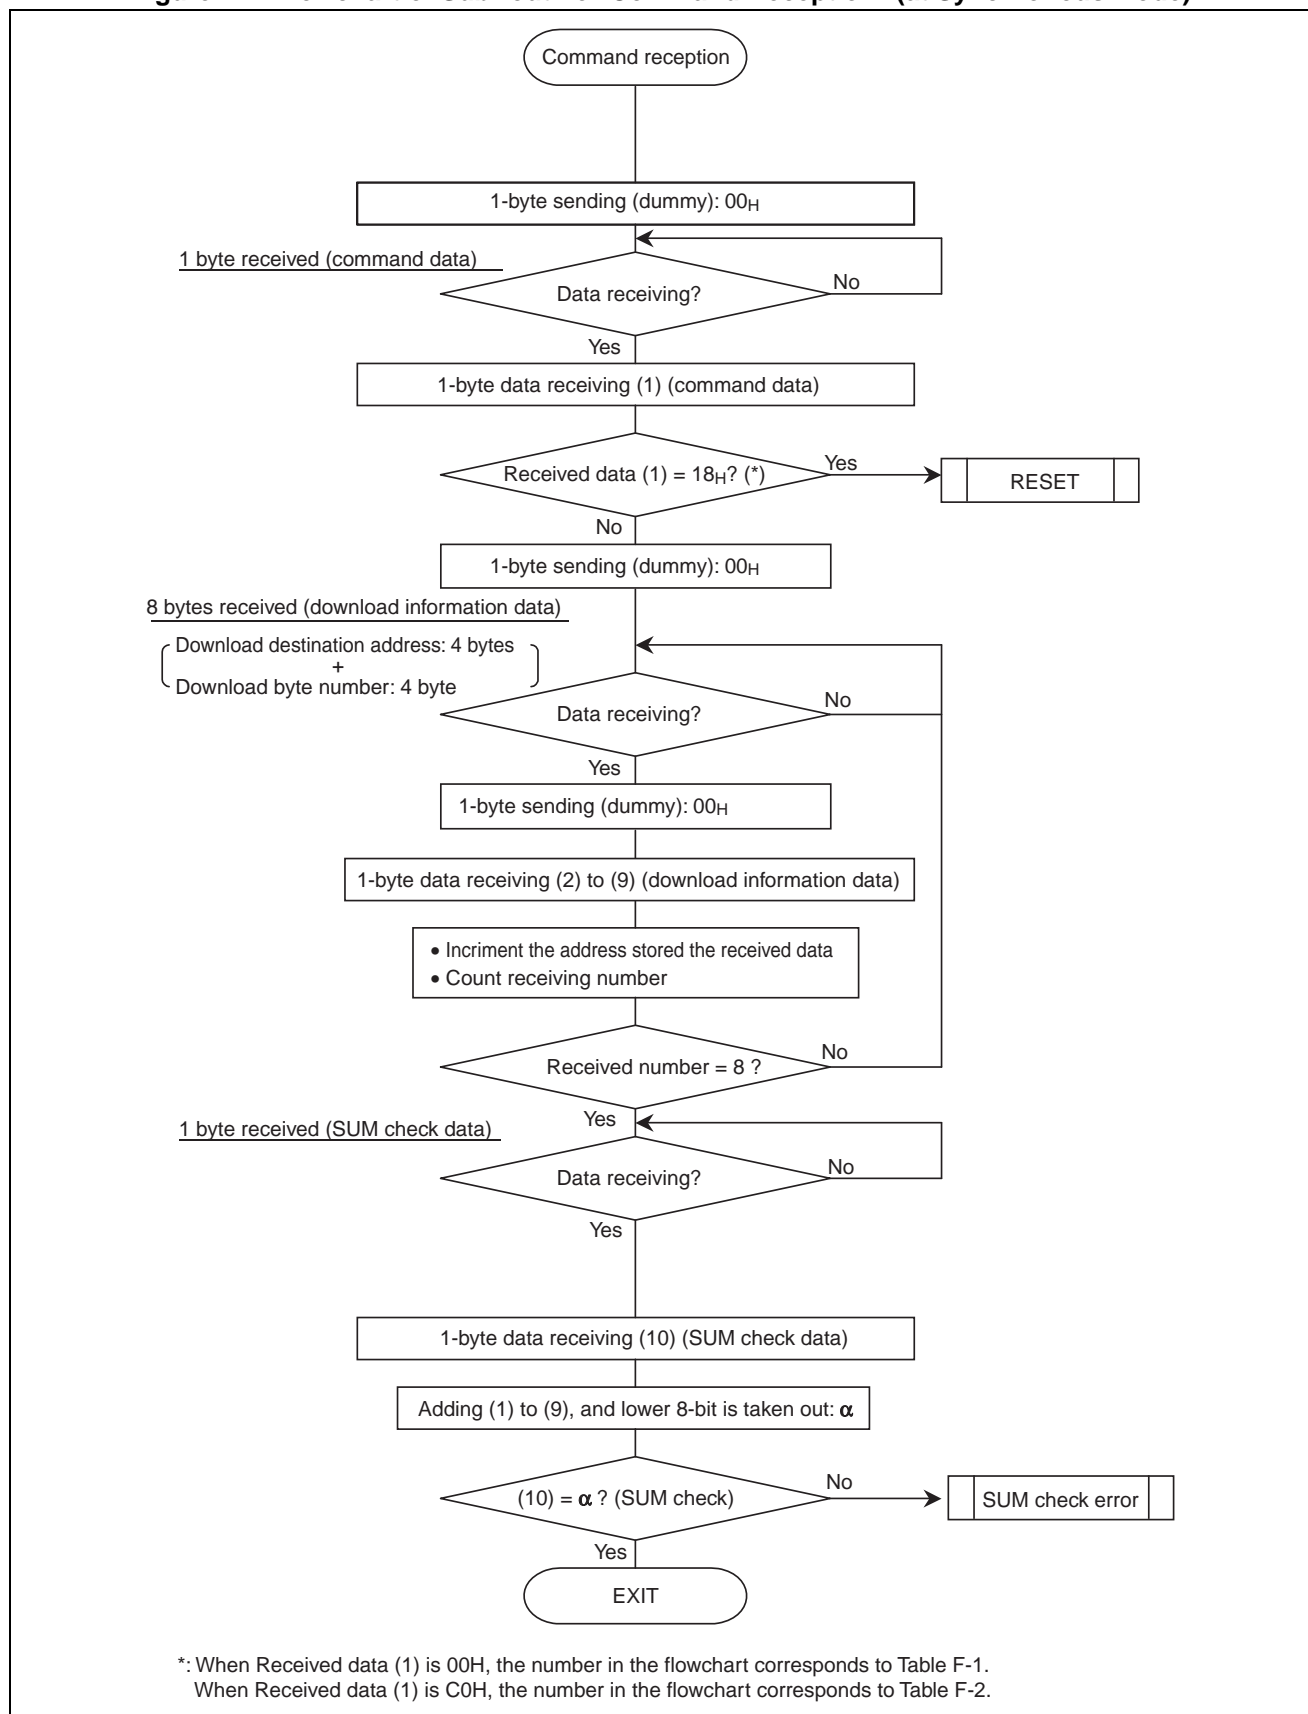 Command reception
1-byte sending (dummy): 00H
1 byte received (command data)
Data receiving?
No
Yes
1-byte data receiving (1) (command data)
Received data (1) = 18H? (*)
Yes
RESET
No
1-byte sending (dummy): 00H
8 bytes received (download information data)
Download destination address: 4 bytes
+
Download byte number: 4 byte
Data receiving?
No
Yes
1-byte sending (dummy): 00H
1-byte data receiving (2) to (9) (download information data)
• Incriment the address stored the received data
• Count receiving number
Received number = 8 ?
No
Yes
1 byte received (SUM check data)
Data receiving?
No
Yes
1-byte data receiving (10) (SUM check data)
Adding (1) to (9), and lower 8-bit is taken out: α
(10) = α ? (SUM check)
No
SUM check error
Yes
EXIT
*: When Received data (1) is 00H, the number in the flowchart corresponds to Table F-1.
When Received data (1) is C0H, the number in the flowchart corresponds to Table F-2.